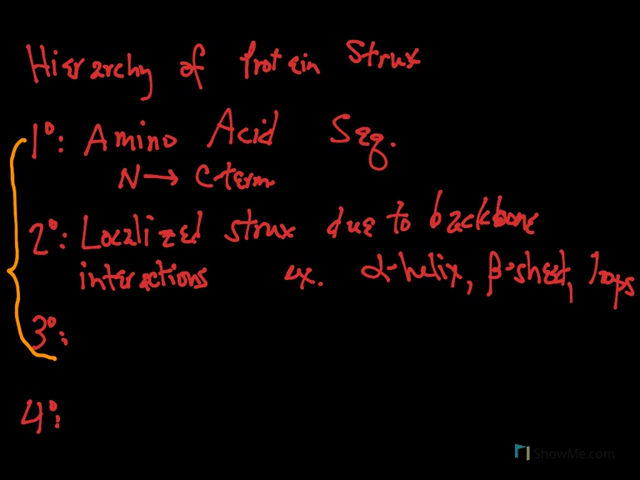 Hierarchy of Protein Strux
1°: Amino Acid Seq.
N → C-term.
2°: Localized strux due to backbone
interactions ex. α-helix, β-sheet, loops
3°:
4°:
ShowMe.com